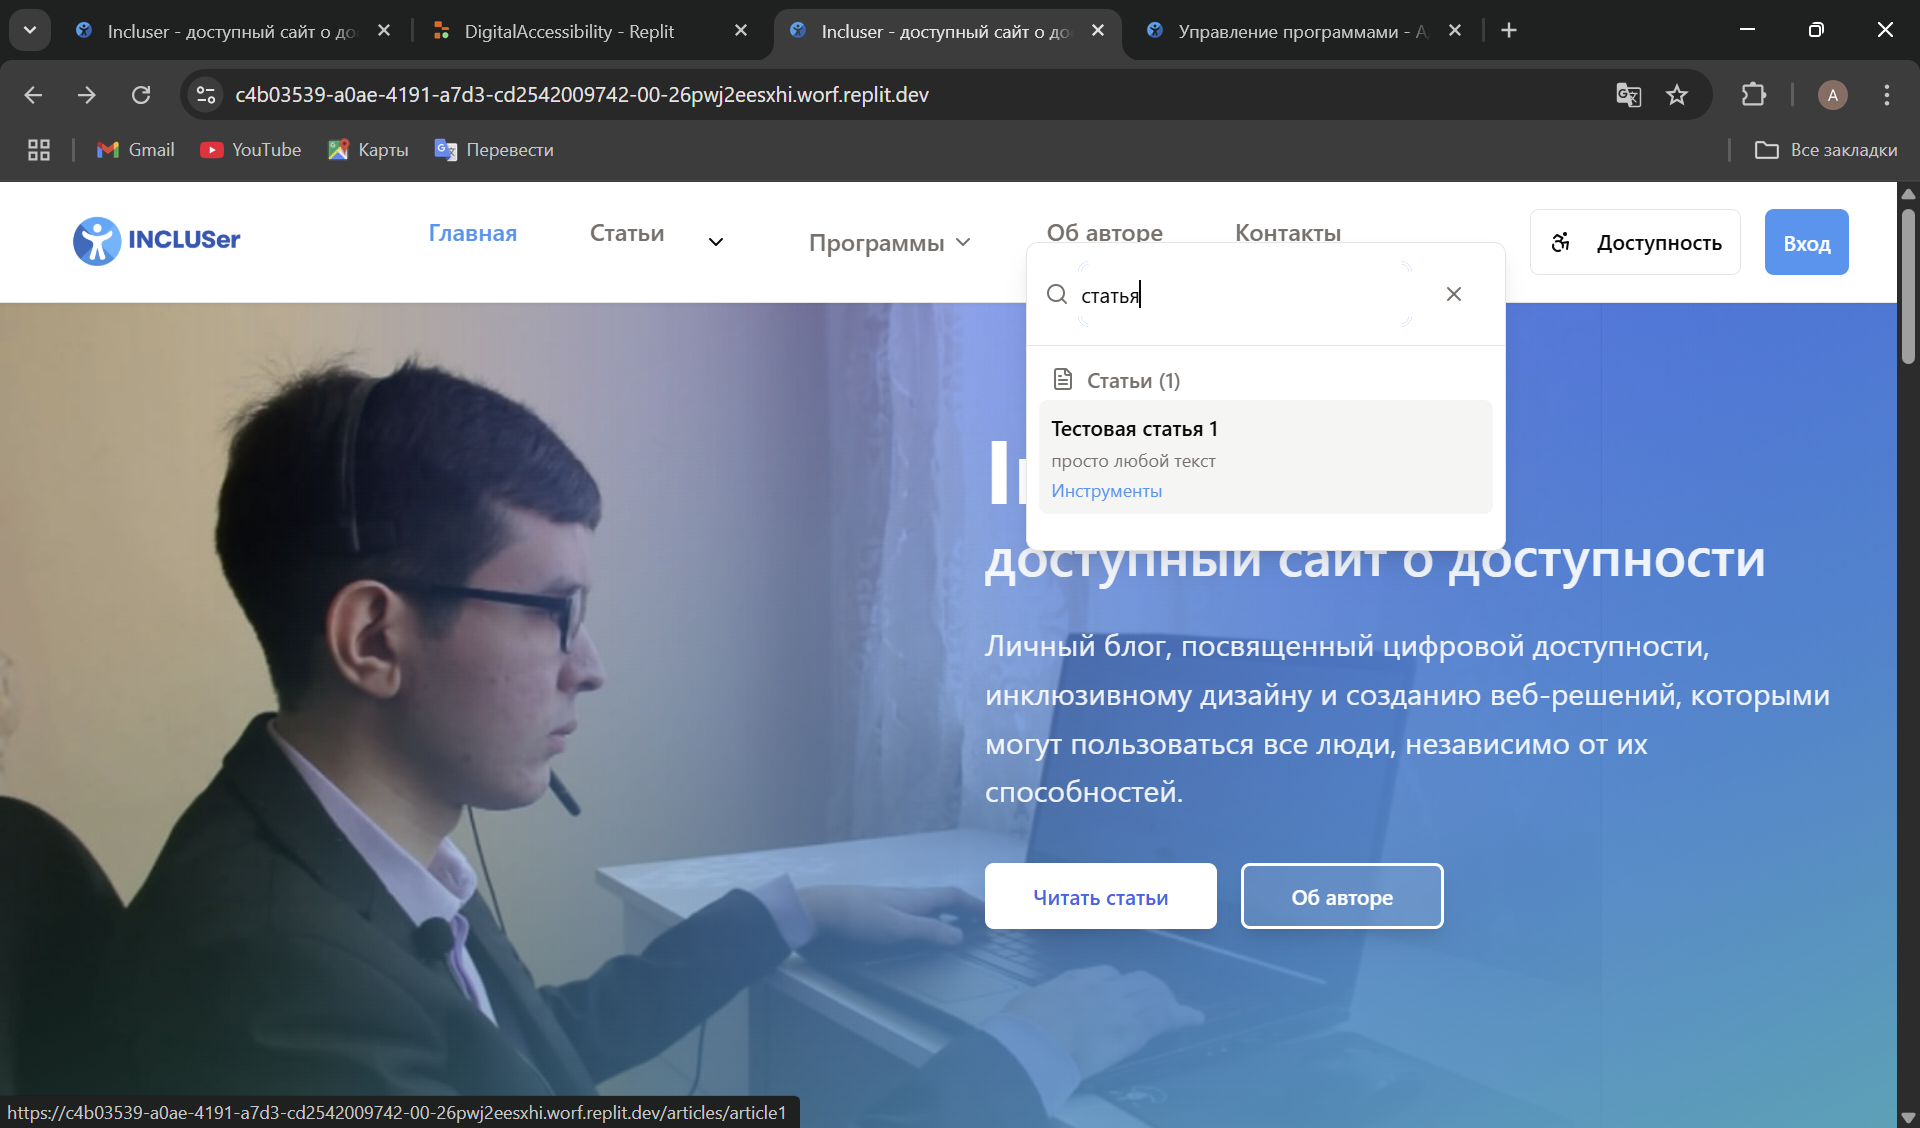 Incluser - доступный сайт о до
DigitalAccessibility - Replit
Incluser - доступный сайт о до
Управление программами - А
c4b03539-a0ae-4191-a7d3-cd2542009742-00-26pwj2eesxhi.worf.replit.dev
A
Gmail
YouTube
Карты
Перевести
Все закладки
INCLUSer
Главная
Статьи
Программы
Об авторе
Контакты
Доступность
Вход
статья
Статьи (1)
Тестовая статья 1
просто любой текст
Инструменты
доступный сайт о доступности
Личный блог, посвященный цифровой доступности,
инклюзивному дизайну и созданию веб-решений, которыми
могут пользоваться все люди, независимо от их
способностей.
Читать статьи
Об авторе
https://c4b03539-a0ae-4191-a7d3-cd2542009742-00-26pwj2eesxhi.worf.replit.dev/articles/article1